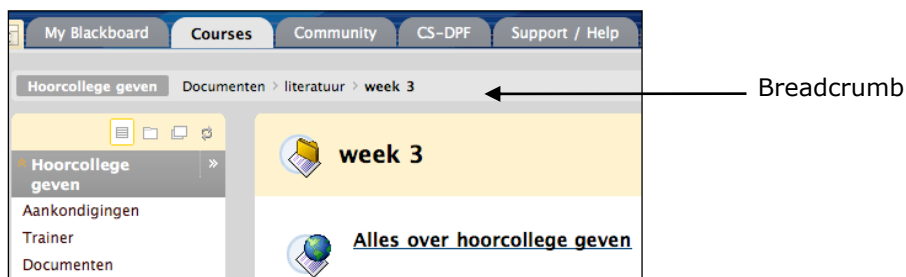 My Blackboard Courses Community CS-DPF Support / Help
Hoorcollege geven Documenten > literatuur > week 3
Breadcrumb
Hoorcollege »
geven
Aankondigingen
Trainer
Documenten
week 3
Alles over hoorcollege geven